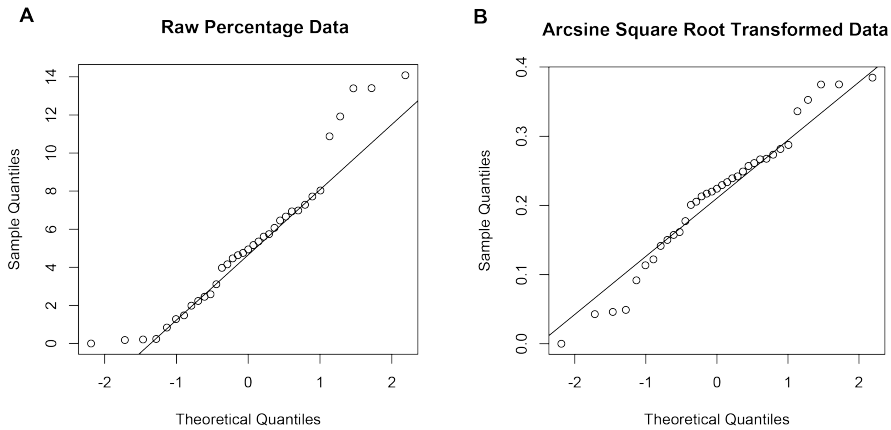 A
Raw Percentage Data
14
12
10
8
6
4
2
0
Sample Quantiles
-2 -1 0 1 2
Theoretical Quantiles
B
Arcsine Square Root Transformed Data
0.4
0.3
0.2
0.1
0.0
Sample Quantiles
-2 -1 0 1 2
Theoretical Quantiles